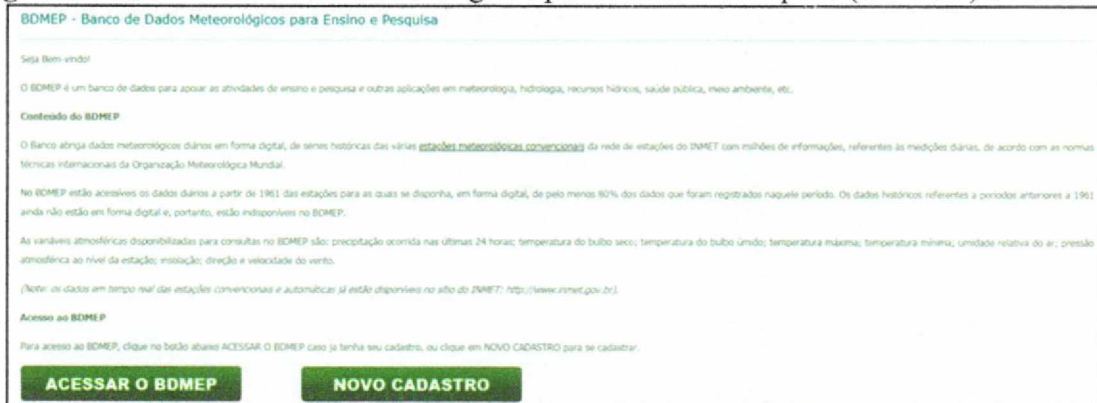 BDMEP - Banco de Dados Meteorológicos para Ensino e Pesquisa
Seja Bem-vindo!
O BDMEP é um banco de dados para apoiar as atividades de ensino e pesquisa e outras aplicações em meteorologia, hidrologia, recursos hídricos, saúde pública, meio ambiente, etc.
Conteúdo do BDMEP
O Banco abriga dados meteorológicos diários em forma digital, de séries históricas das várias estações meteorológicas convencionais da rede de estações do INMET com milhões de informações, referentes às medições diárias, de acordo com as normas
técnicas internacionais da Organização Meteorológica Mundial.
No BDMEP estão acessíveis os dados diários a partir de 1961 das estações para as quais se disponha, em forma digital, de pelo menos 80% dos dados que foram registrados naquele período. Os dados históricos referentes a períodos anteriores a 1961
ainda não estão em forma digital e, portanto, estão indisponíveis no BDMEP.
As variáveis atmosféricas disponibilizadas para consultas no BDMEP são: precipitação ocorrida nas últimas 24 horas; temperatura do bulbo seco; temperatura do bulbo úmido; temperatura máxima; temperatura mínima; umidade relativa do ar; pressão
atmosférica ao nível da estação; insolação; direção e velocidade do vento.
(Note: os dados em tempo real das estações convencionais e automáticas já estão disponíveis no sítio do INMET: http://www.inmet.gov.br).
Acesso ao BDMEP
Para acesso ao BDMEP, clique no botão abaixo ACESSAR O BDMEP caso ja tenha seu cadastro, ou clique em NOVO CADASTRO para se cadastrar.
ACESSAR O BDMEP NOVO CADASTRO